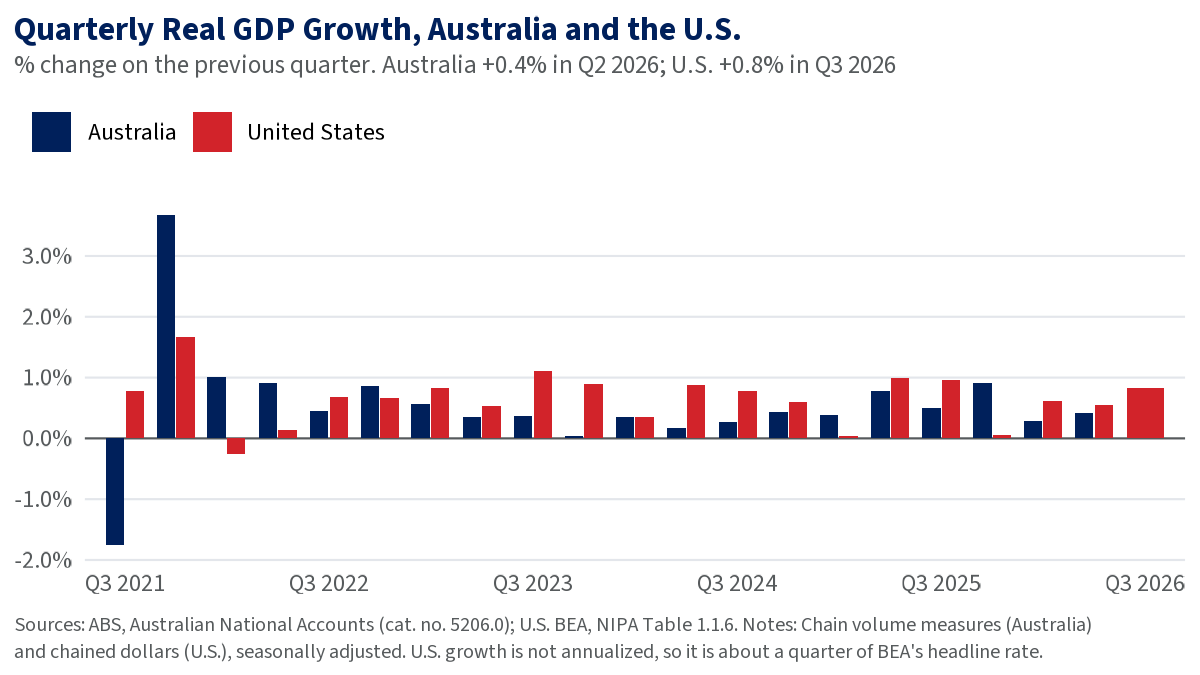 Quarterly Real GDP Growth, Australia and the U.S.
% change on the previous quarter. Australia +0.4% in Q2 2026; U.S. +0.8% in Q3 2026
Australia United States
3.0%
2.0%
1.0%
0.0%
-1.0%
-2.0%
Q3 2021 Q3 2022 Q3 2023 Q3 2024 Q3 2025 Q3 2026
Sources: ABS, Australian National Accounts (cat. no. 5206.0); U.S. BEA, NIPA Table 1.1.6. Notes: Chain volume measures (Australia)
and chained dollars (U.S.), seasonally adjusted. U.S. growth is not annualized, so it is about a quarter of BEA's headline rate.